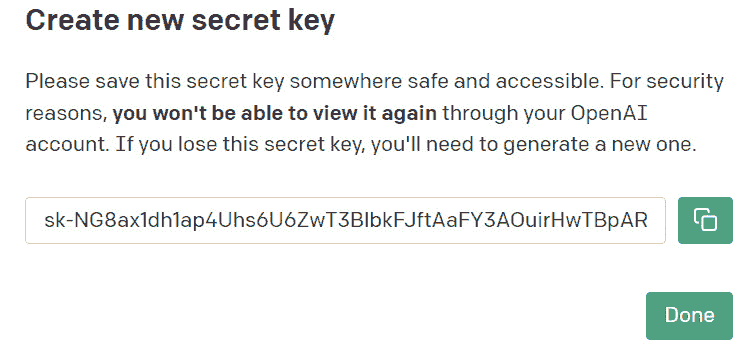 Create new secret key
Please save this secret key somewhere safe and accessible. For security
reasons, you won't be able to view it again through your OpenAI
account. If you lose this secret key, you'll need to generate a new one.
sk-NG8ax1dh1ap4Uhs6U6ZwT3BlbkFJftAaFY3AOuirHwTBpAR
Done